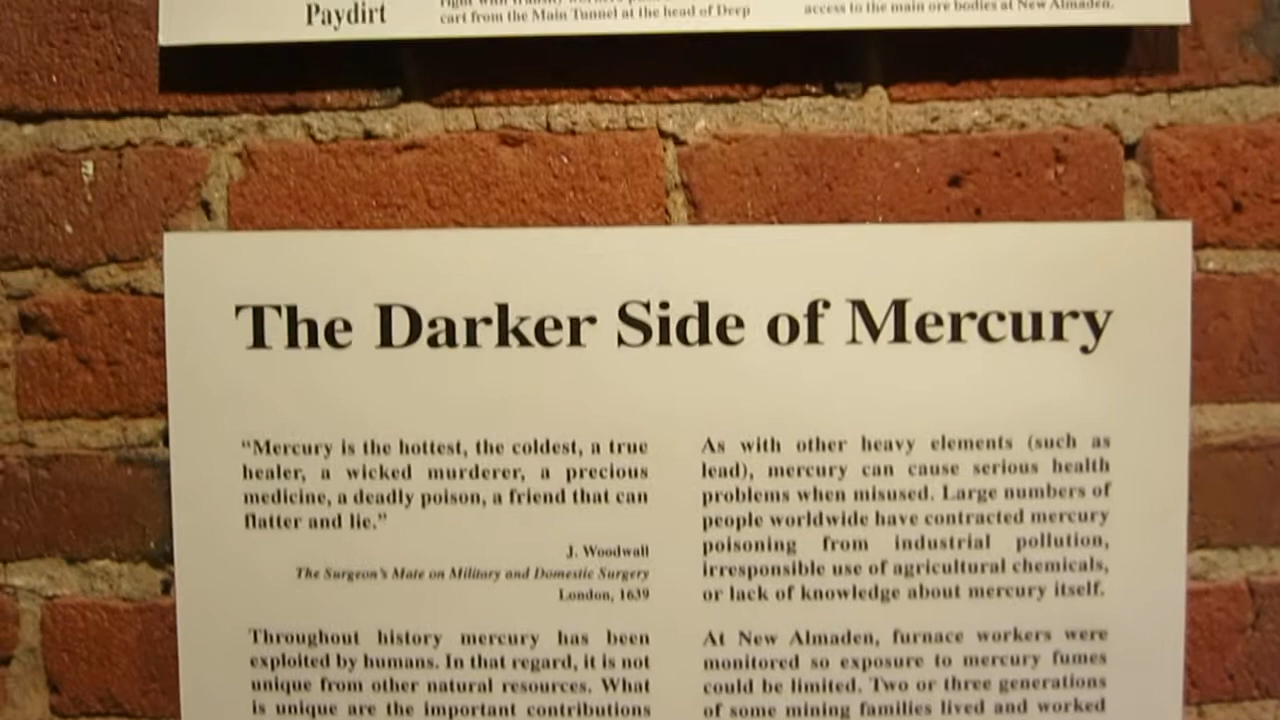 Paydirt
cart from the Main Tunnel at the head of Deep
access to the main ore bodies at New Almaden.
The Darker Side of Mercury
“Mercury is the hottest, the coldest, a true
healer, a wicked murderer, a precious
medicine, a deadly poison, a friend that can
flatter and lie.”
J. Woodwall
The Surgeon's Mate on Military and Domestic Surgery
London, 1639
Throughout history mercury has been
exploited by humans. In that regard, it is not
unique from other natural resources. What
is unique are the important contributions
As with other heavy elements (such as
lead), mercury can cause serious health
problems when misused. Large numbers of
people worldwide have contracted mercury
poisoning from industrial pollution,
irresponsible use of agricultural chemicals,
or lack of knowledge about mercury itself.
At New Almaden, furnace workers were
monitored so exposure to mercury fumes
could be limited. Two or three generations
of some mining families lived and worked